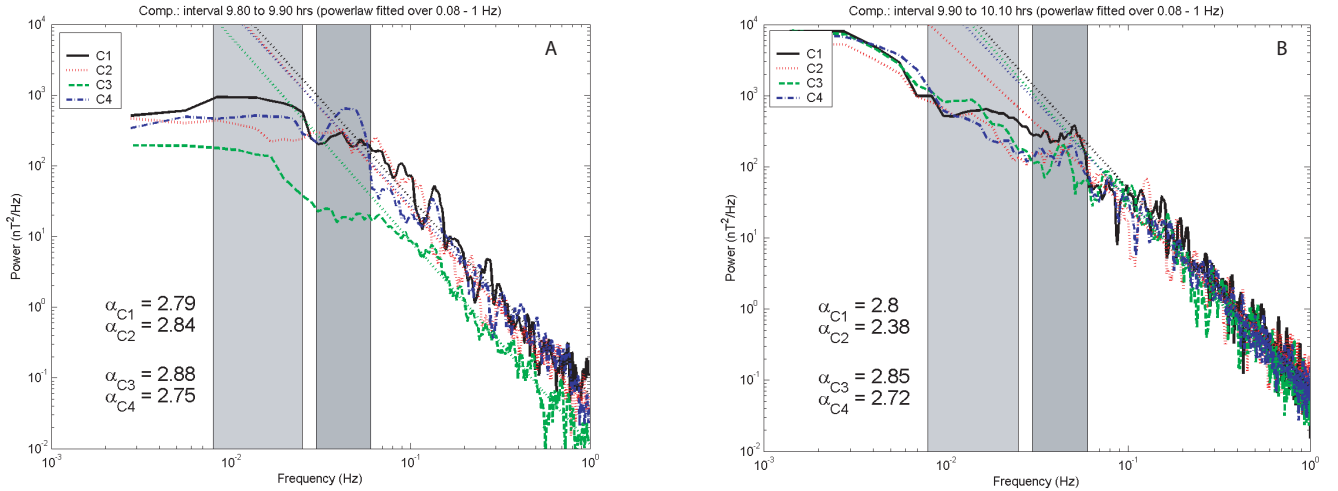 Comp.: interval 9.80 to 9.90 hrs (powerlaw fitted over 0.08 - 1 Hz)
A
C1
C2
C3
C4
10^4
10^3
10^2
10^1
10^0
10^-1
10^-2
Power (nT^2/Hz)
α_C1 = 2.79
α_C2 = 2.84
α_C3 = 2.88
α_C4 = 2.75
10^-3
10^-2
10^-1
10^0
Frequency (Hz)
Comp.: interval 9.90 to 10.10 hrs (powerlaw fitted over 0.08 - 1 Hz)
B
C1
C2
C3
C4
10^4
10^3
10^2
10^1
10^0
10^-1
10^-2
Power (nT^2/Hz)
α_C1 = 2.8
α_C2 = 2.38
α_C3 = 2.85
α_C4 = 2.72
10^-3
10^-2
10^-1
10^0
Frequency (Hz)